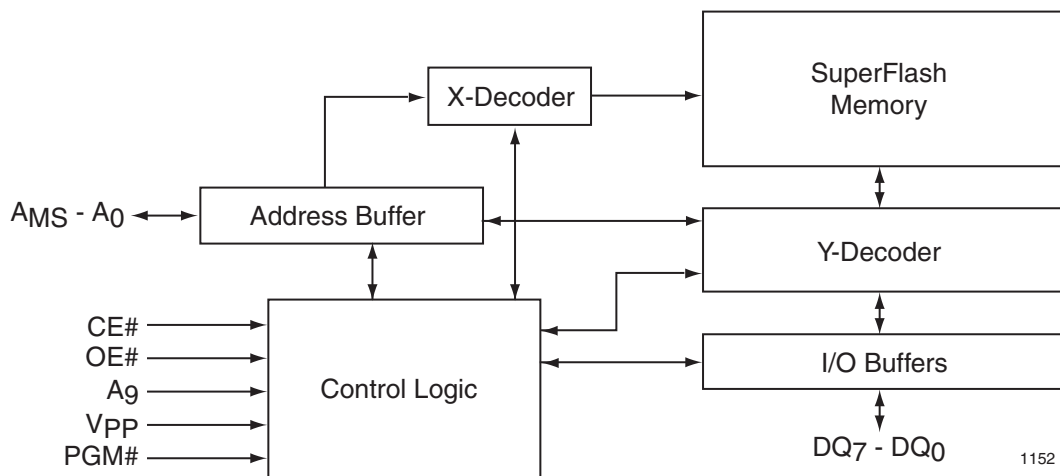 SuperFlash
Memory
X-Decoder
AMS - A0
Address Buffer
Y-Decoder
CE#
OE#
A9
VPP
PGM#
Control Logic
I/O Buffers
DQ7 - DQ0
1152